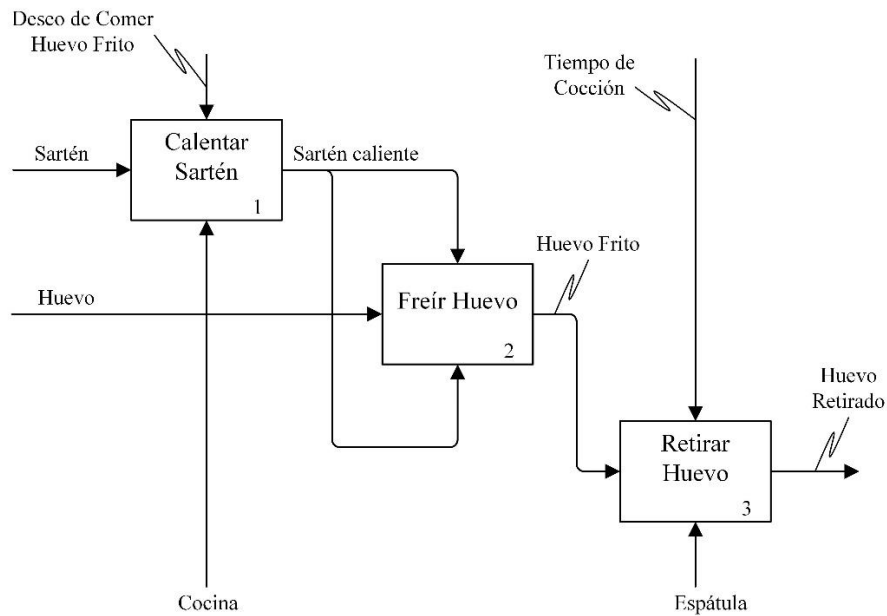 Deseo de Comer
Huevo Frito
Tiempo de
Cocción
Sartén
Calentar
Sartén
1
Sartén caliente
Huevo
Freír Huevo
2
Huevo Frito
Huevo
Retirado
Retirar
Huevo
3
Cocina
Espátula